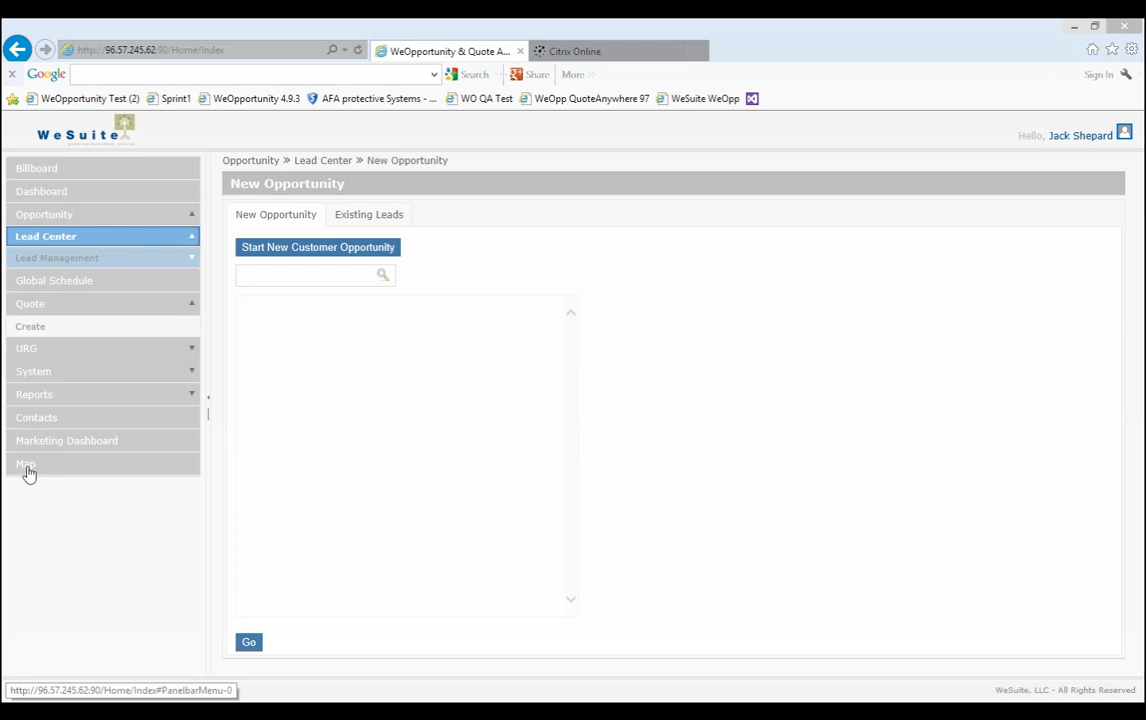 http://96.57.245.62:90/Home/Index
WeOpportunity & Quote A...
Citrix Online
Google
Search
Share
More »
Sign In
WeOpportunity Test (2)
Sprint1
WeOpportunity 4.9.3
AFA protective Systems - ...
WO QA Test
WeOpp QuoteAnywhere 97
WeSuite WeOpp
WeSuite
Hello, Jack Shepard
Billboard
Dashboard
Opportunity
Lead Center
Lead Management
Global Schedule
Quote
Create
URG
System
Reports
Contacts
Marketing Dashboard
Map
Opportunity » Lead Center » New Opportunity
New Opportunity
New Opportunity
Existing Leads
Start New Customer Opportunity
Go
http://96.57.245.62:90/Home/Index#PanelbarMenu-0
WeSuite, LLC - All Rights Reserved